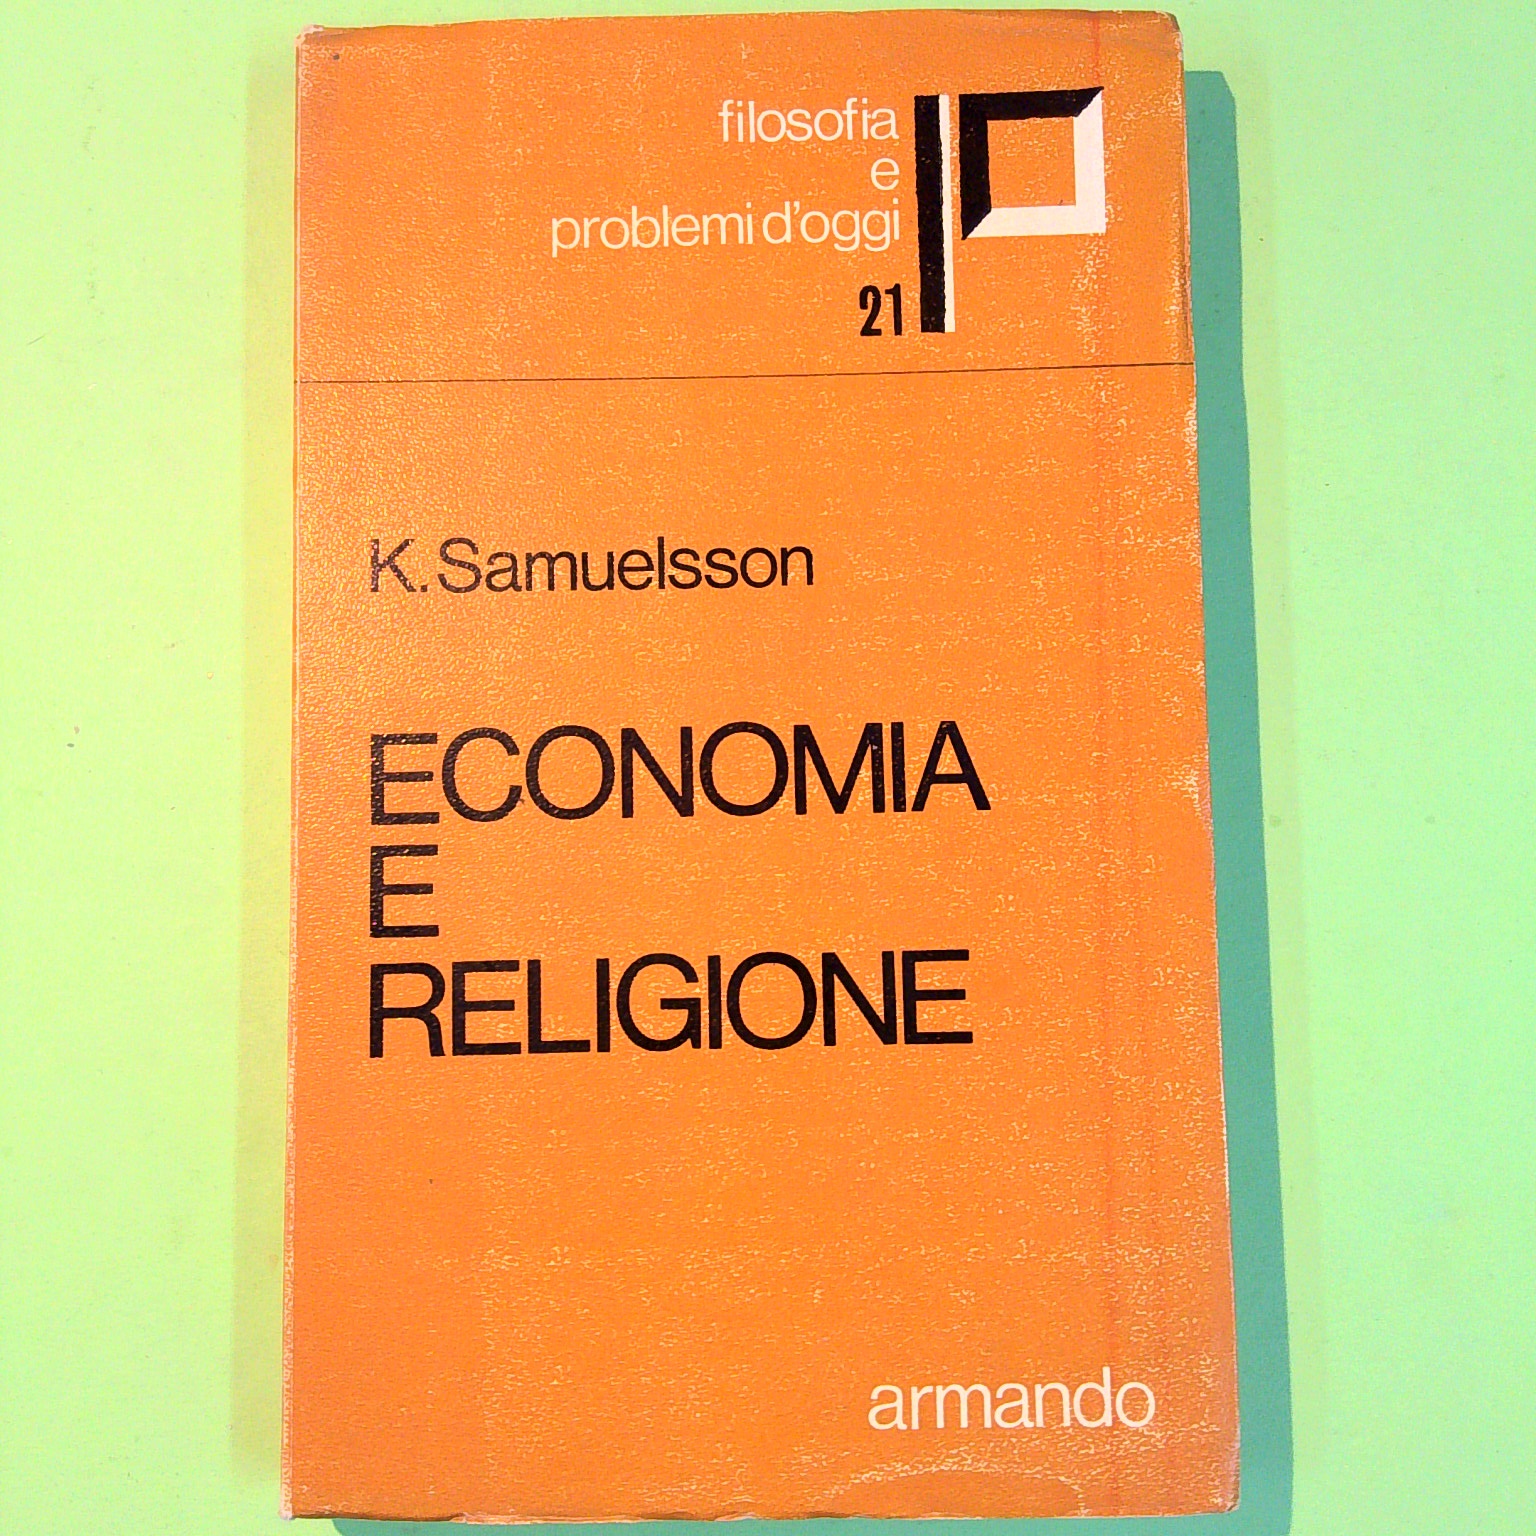 filosofia
e
problemi d'oggi
21
K. Samuelsson
ECONOMIA
E
RELIGIONE
armando